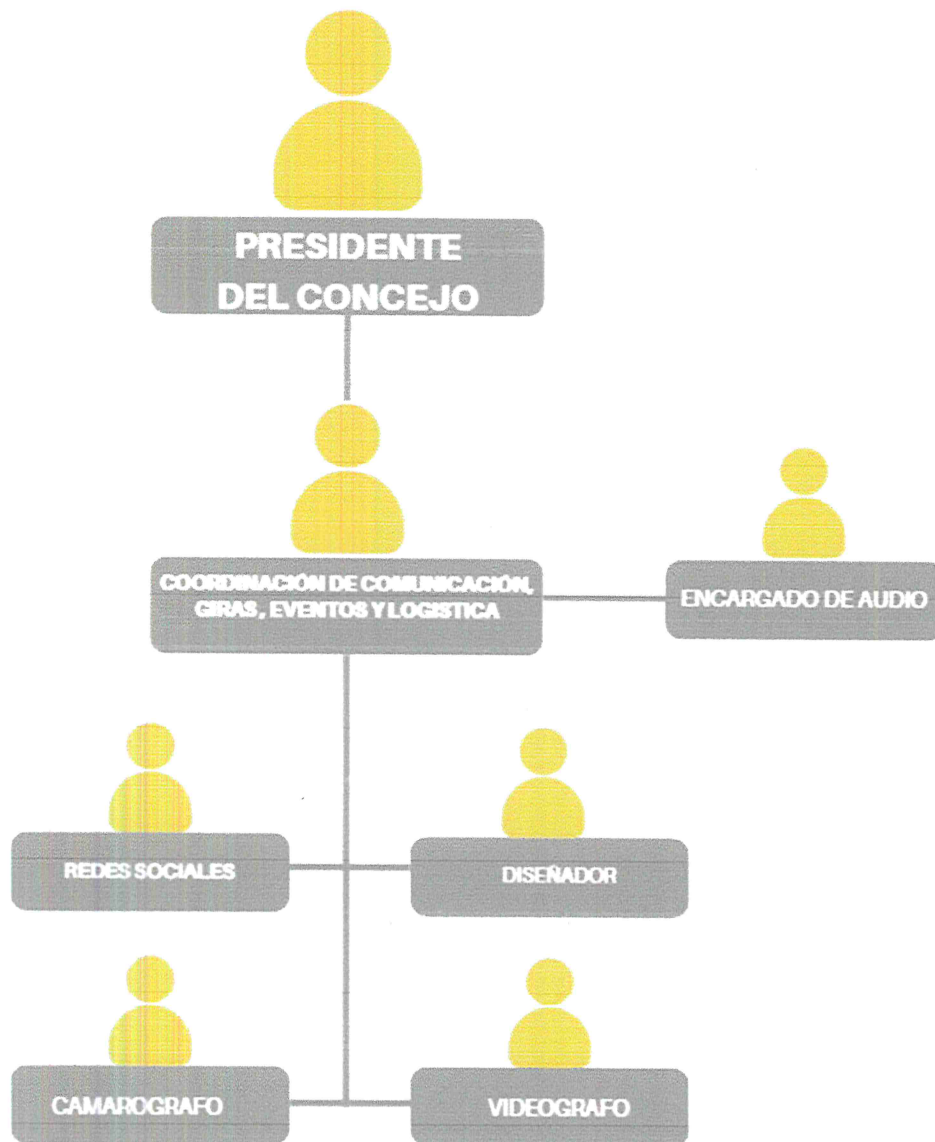 PRESIDENTE
DEL CONCEJO
COORDINACIÓN DE COMUNICACIÓN,
GIRAS, EVENTOS Y LOGISTICA
ENCARGADO DE AUDIO
REDES SOCIALES
DISEÑADOR
CAMAROGRAFO
VIDEOGRAFO